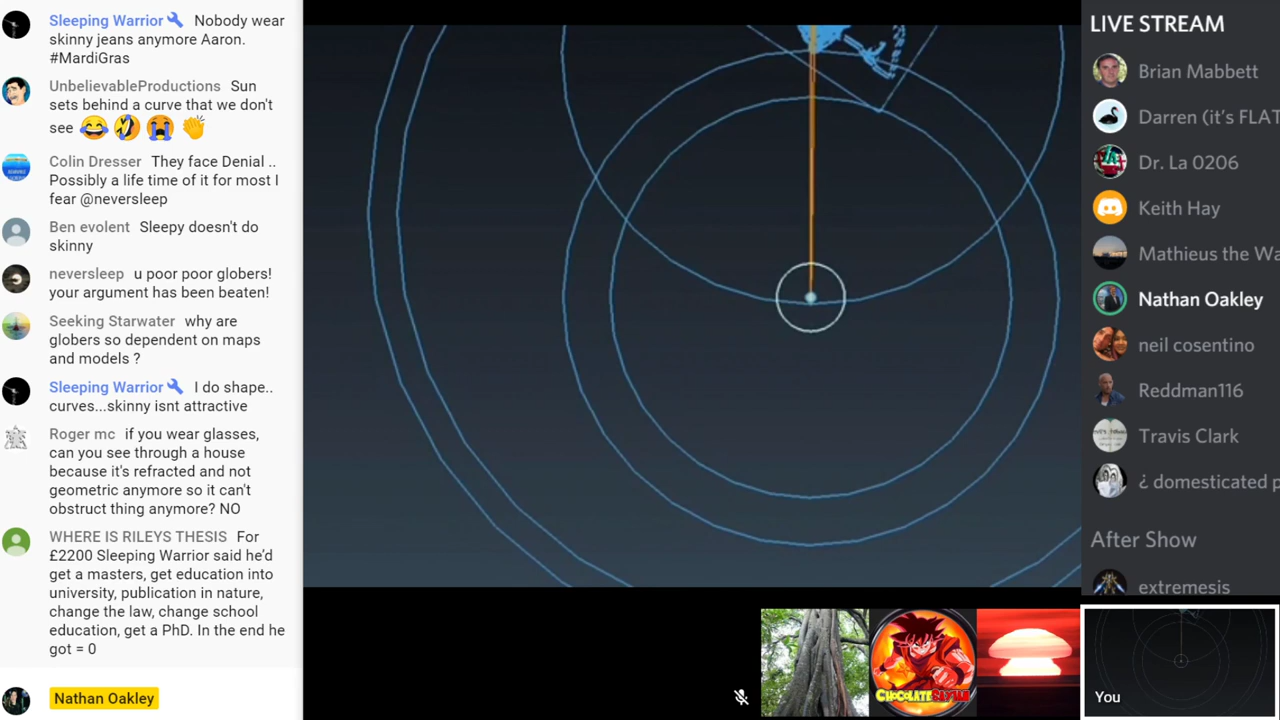 Sleeping Warrior Nobody wear
skinny jeans anymore Aaron.
#MardiGras
UnbelievableProductions Sun
sets behind a curve that we don't
see 😂🤣😭👏
Colin Dresser They face Denial ..
Possibly a life time of it for most I
fear @neversleep
Ben evolent Sleepy doesn't do
skinny
neversleep u poor poor globers!
your argument has been beaten!
Seeking Starwater why are
globers so dependent on maps
and models ?
Sleeping Warrior I do shape..
curves...skinny isnt attractive
Roger mc if you wear glasses,
can you see through a house
because it's refracted and not
geometric anymore so it can't
obstruct thing anymore? NO
WHERE IS RILEYS THESIS For
£2200 Sleeping Warrior said he'd
get a masters, get education into
university, publication in nature,
change the law, change school
education, get a PhD. In the end he
got = 0
Nathan Oakley
LIVE STREAM
Brian Mabbett
Darren (it's FLAT
Dr. La 0206
Keith Hay
Mathieus the Wa
Nathan Oakley
neil cosentino
Reddman116
Travis Clark
¿ domesticated p
After Show
extremesis
CHOCOLATE SAIYAN
You